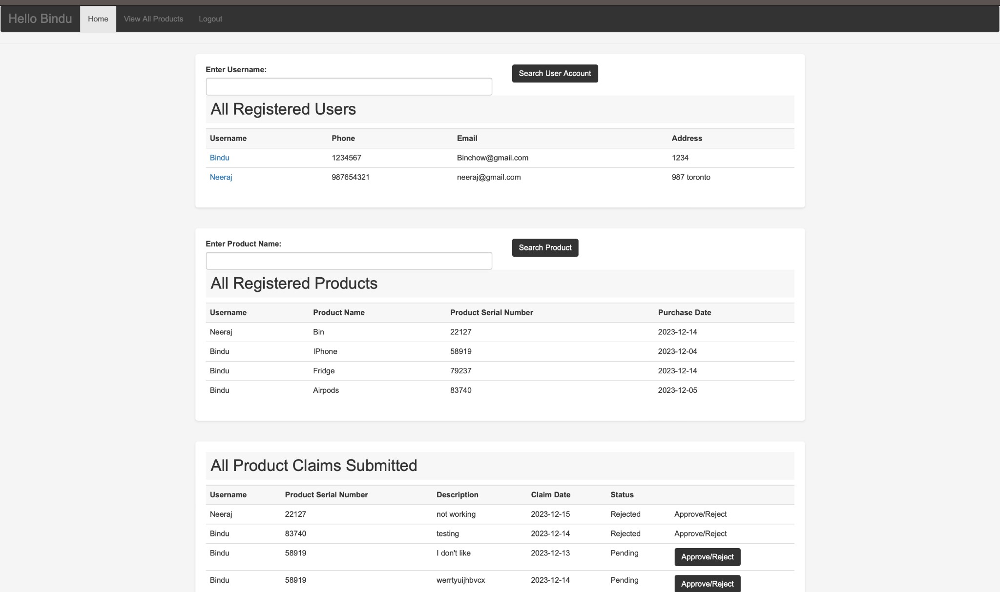 Hello Bindu Home View All Products Logout
Enter Username: Search User Account
All Registered Users
Username Phone Email Address
Bindu 1234567 Binchow@gmail.com 1234
Neeraj 987654321 neeraj@gmail.com 987 toronto
Enter Product Name: Search Product
All Registered Products
Username Product Name Product Serial Number Purchase Date
Neeraj Bin 22127 2023-12-14
Bindu IPhone 58919 2023-12-04
Bindu Fridge 79237 2023-12-14
Bindu Airpods 83740 2023-12-05
All Product Claims Submitted
Username Product Serial Number Description Claim Date Status
Neeraj 22127 not working 2023-12-15 Rejected Approve/Reject
Bindu 83740 testing 2023-12-14 Rejected Approve/Reject
Bindu 58919 I don't like 2023-12-13 Pending Approve/Reject
Bindu 58919 werrtyuijhbvcx 2023-12-14 Pending Approve/Reject